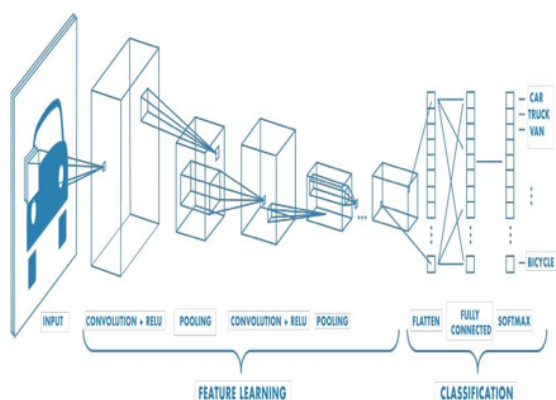 CAR
TRUCK
VAN
BICYCLE
INPUT
CONVOLUTION + RELU
POOLING
CONVOLUTION + RELU
POOLING
...
FLATTEN
FULLY
CONNECTED
SOFTMAX
FEATURE LEARNING
CLASSIFICATION